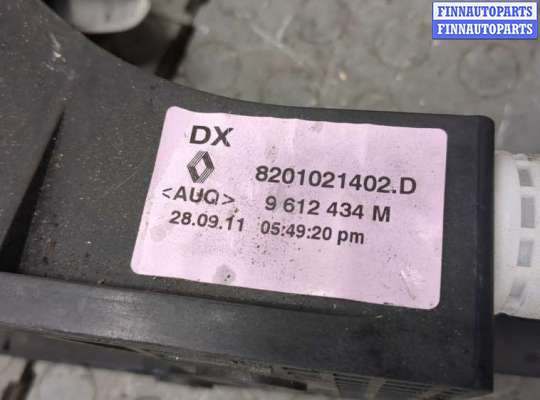 FINNAUTOPARTS
FINNAUTOPARTS
DX
8201021402.D
<AUQ> 9 612 434 M
28.09.11 05:49:20 pm